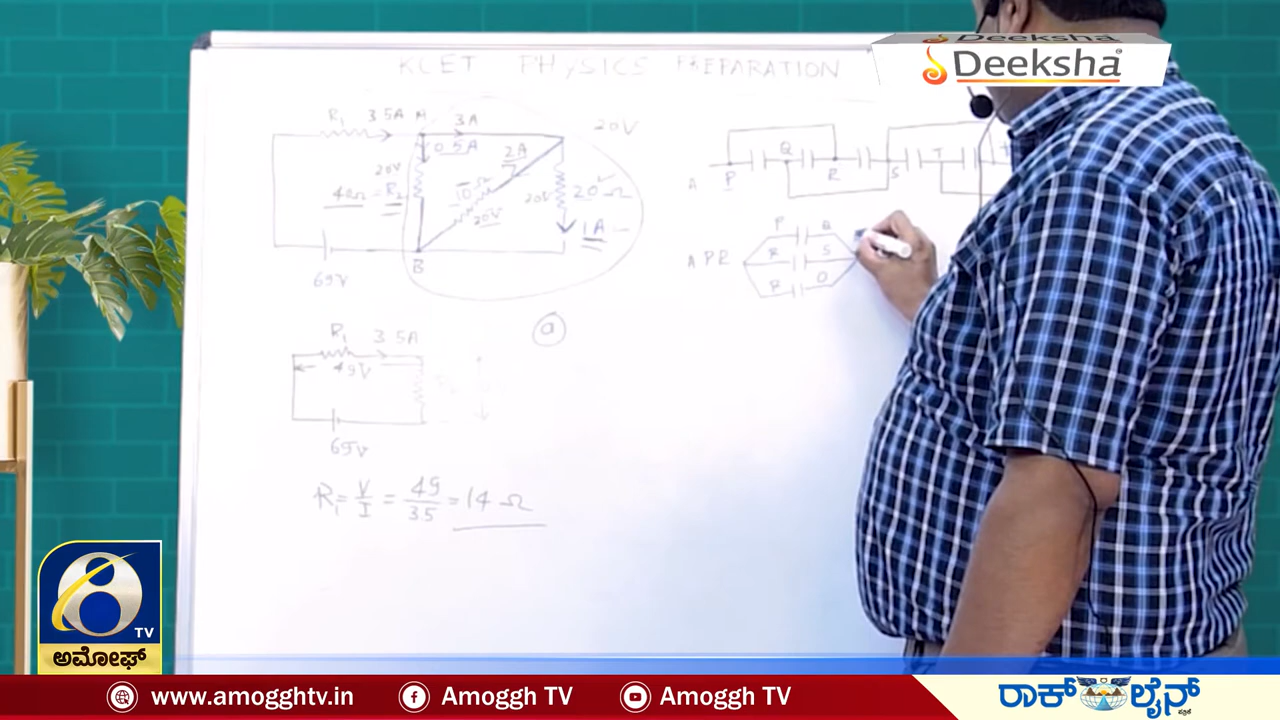 Deeksha
Deeksha
KCET PHYSICS PREPARATION
R₁ 3.5A A 3A
20V
0.5A
2A
20V
40Ω = R₂
10Ω
20V
20V
20Ω
1A
B
69V
A P Q R S T
P Q
A P R R S
R Q
a
R₁ 3.5A
49V
69V
R₁ = V/I = 49/3.5 = 14 Ω
8
TV
ಅಮೋಘ್
www.amogghtv.in
Amoggh TV
Amoggh TV
ರಾಕ್ ಲೈನ್ಸ್